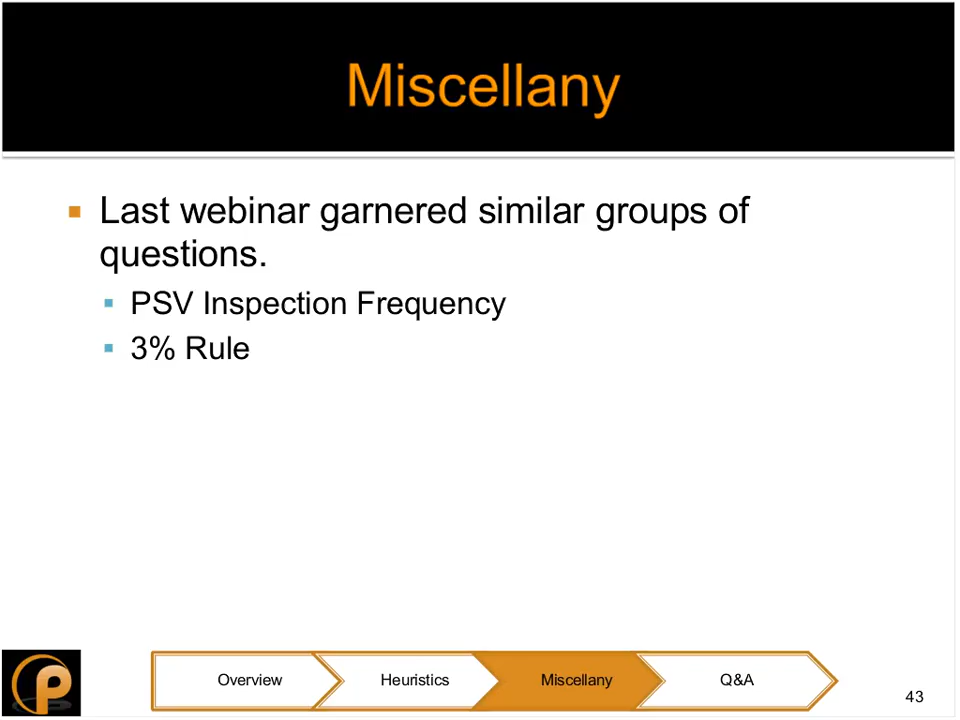 Miscellany
Last webinar garnered similar groups of
questions.
PSV Inspection Frequency
3% Rule
Overview
Heuristics
Miscellany
Q&A
43